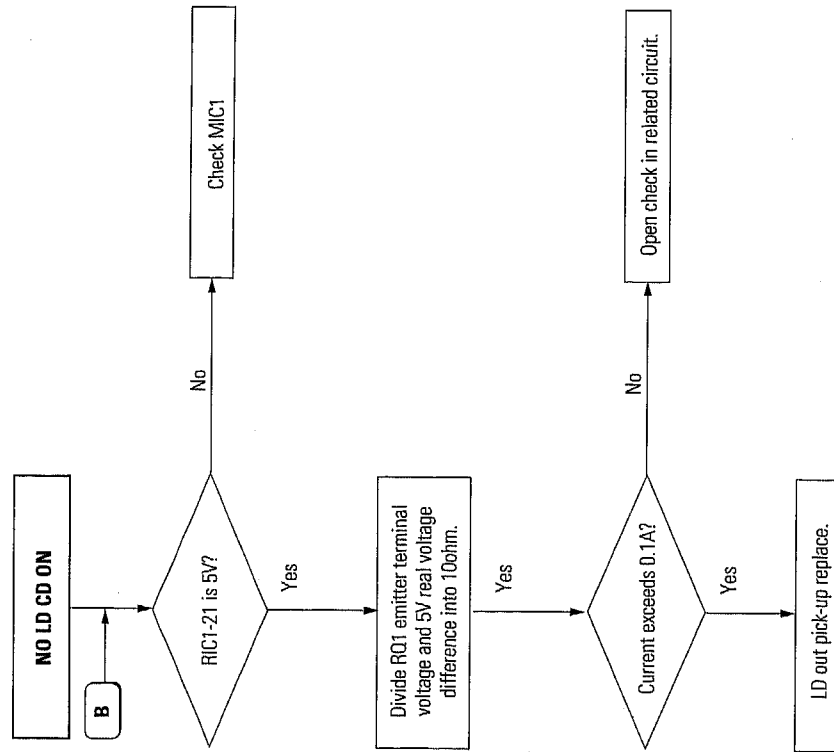 NO LD CD ON
B
RIC1-21 is 5V?
No
Check MIC1
Yes
Divide RQ1 emitter terminal
voltage and 5V real voltage
difference into 10ohm.
Yes
Current exceeds 0.1A?
No
Open check in related circuit.
Yes
LD out pick-up replace.